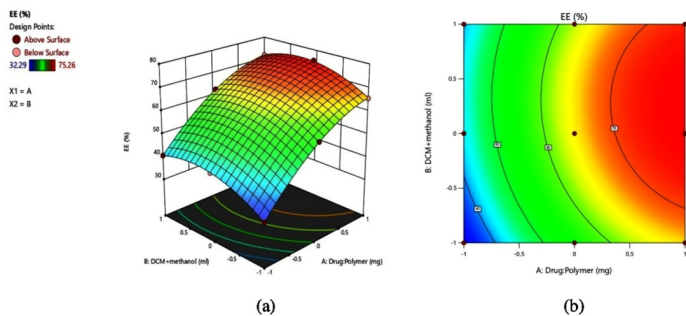 EE (%)
Design Points:
Above Surface
Below Surface
32.29 75.26
X1 = A
X2 = B
EE (%)
80
70
60
50
40
30
1
0.5
0
-0.5
-1
-1
-0.5
0
0.5
1
B: DCM+methanol (ml)
A: Drug:Polymer (mg)
(a)
EE (%)
B: DCM+methanol (ml)
1
0.5
0
-0.5
-1
-1
-0.5
0
0.5
1
A: Drug:Polymer (mg)
(b)